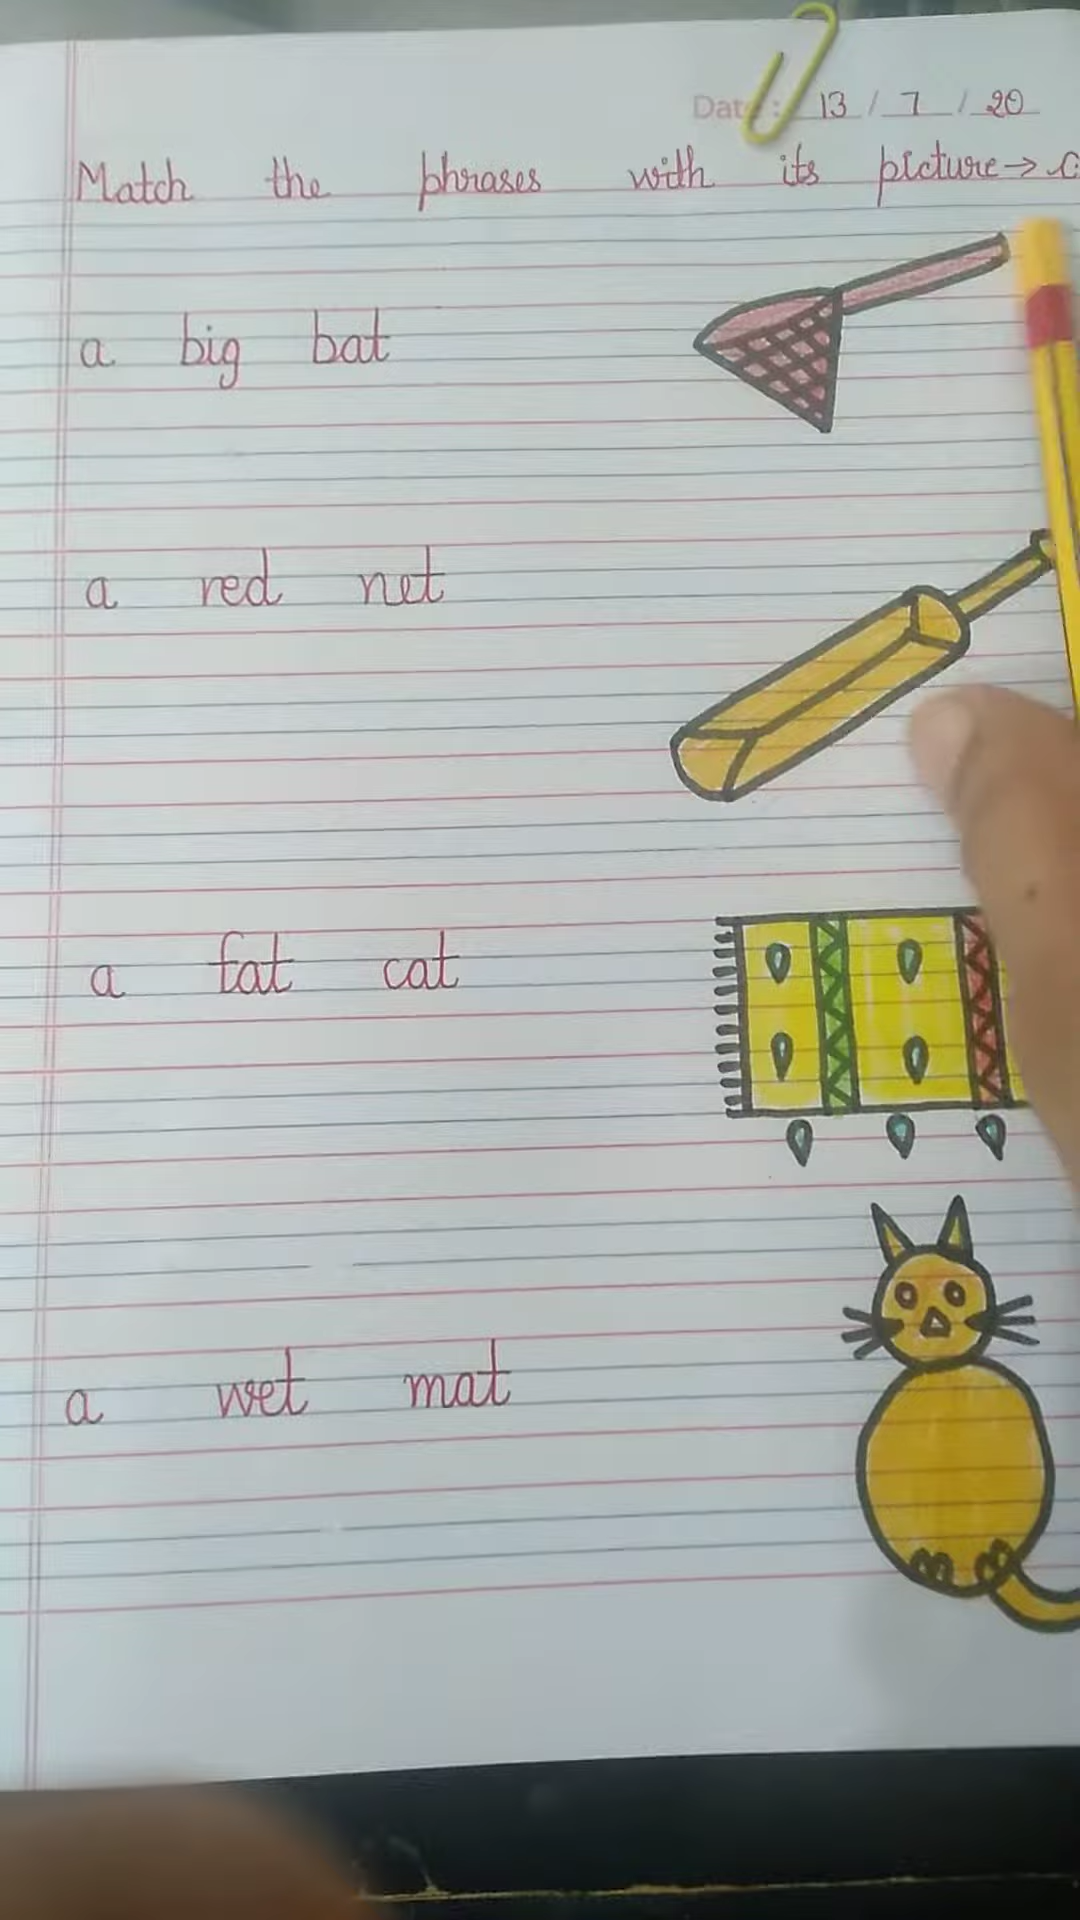 Date: 13 / 7 / 20
Match the phrases with its picture →
a big bat
a red net
a fat cat
a wet mat